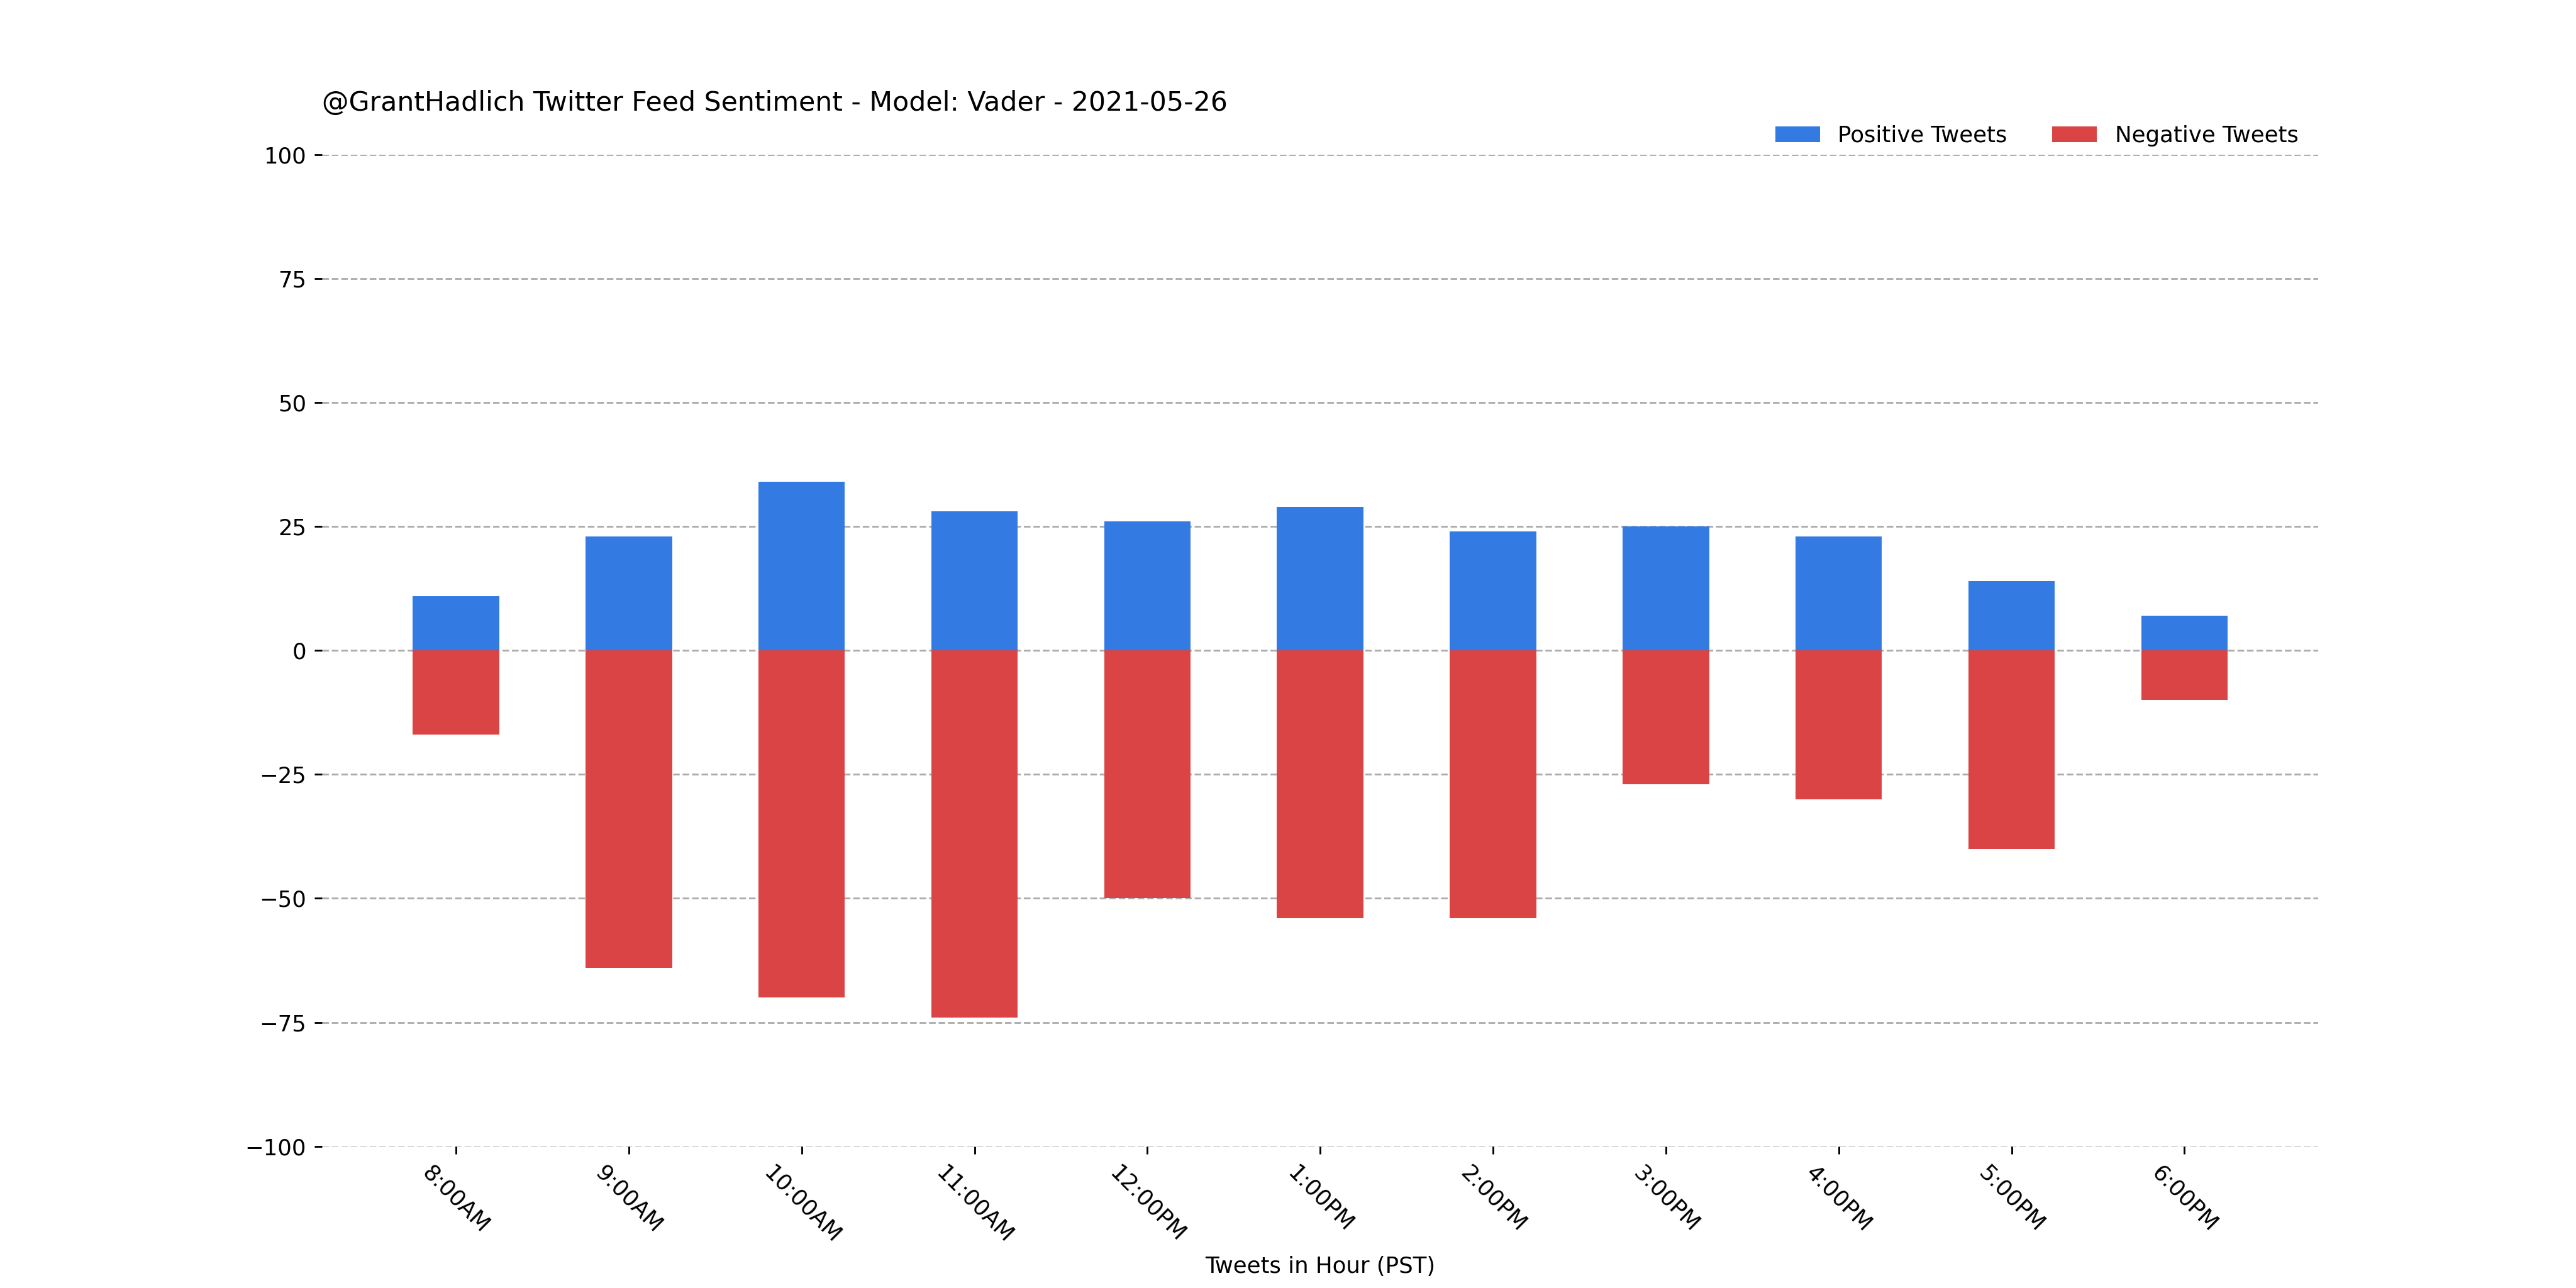 @GrantHadlich Twitter Feed Sentiment - Model: Vader - 2021-05-26
Positive Tweets Negative Tweets
100
75
50
25
0
−25
−50
−75
−100
8:00AM 9:00AM 10:00AM 11:00AM 12:00PM 1:00PM 2:00PM 3:00PM 4:00PM 5:00PM 6:00PM
Tweets in Hour (PST)